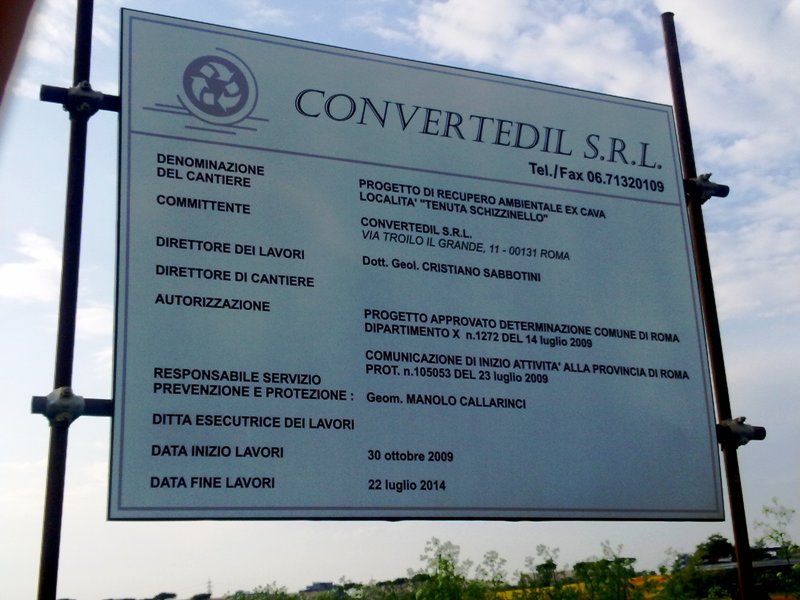 CONVERTEDIL S.R.L.
Tel./Fax 06.71320109
DENOMINAZIONE
DEL CANTIERE
PROGETTO DI RECUPERO AMBIENTALE EX CAVA
LOCALITA' "TENUTA SCHIZZINELLO"
COMMITTENTE
CONVERTEDIL S.R.L.
VIA TROILO IL GRANDE, 11 - 00131 ROMA
DIRETTORE DEI LAVORI
Dott. Geol. CRISTIANO SABBOTINI
DIRETTORE DI CANTIERE
AUTORIZZAZIONE
PROGETTO APPROVATO DETERMINAZIONE COMUNE DI ROMA
DIPARTIMENTO X n.1272 DEL 14 luglio 2009
COMUNICAZIONE DI INIZIO ATTIVITA' ALLA PROVINCIA DI ROMA
PROT. n.105053 DEL 23 luglio 2009
RESPONSABILE SERVIZIO
PREVENZIONE E PROTEZIONE :
Geom. MANOLO CALLARINCI
DITTA ESECUTRICE DEI LAVORI
DATA INIZIO LAVORI
30 ottobre 2009
DATA FINE LAVORI
22 luglio 2014